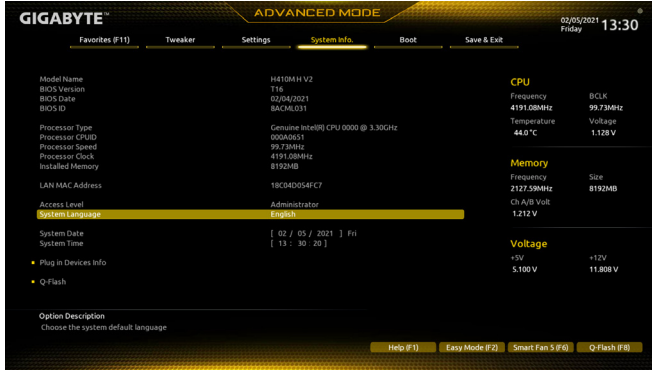 GIGABYTE™
ADVANCED MODE
02/05/2021 Friday 13:30
Favorites (F11) Tweaker Settings System Info. Boot Save & Exit
Model Name H410M H V2
BIOS Version T16
BIOS Date 02/04/2021
BIOS ID 8ACML031
Processor Type Genuine Intel(R) CPU 0000 @ 3.30GHz
Processor CPUID 000A0651
Processor Speed 99.73MHz
Processor Clock 4191.08MHz
Installed Memory 8192MB
LAN MAC Address 18C04D054FC7
Access Level Administrator
System Language English
System Date [ 02 / 05 / 2021 ] Fri
System Time [ 13 : 30 : 20 ]
Plug in Devices Info
Q-Flash
CPU
Frequency BCLK
4191.08MHz 99.73MHz
Temperature Voltage
44.0 °C 1.128 V
Memory
Frequency Size
2127.59MHz 8192MB
Ch A/B Volt
1.212 V
Voltage
+5V +12V
5.100 V 11.808 V
Option Description
Choose the system default language
Help (F1) Easy Mode (F2) Smart Fan 5 (F6) Q-Flash (F8)